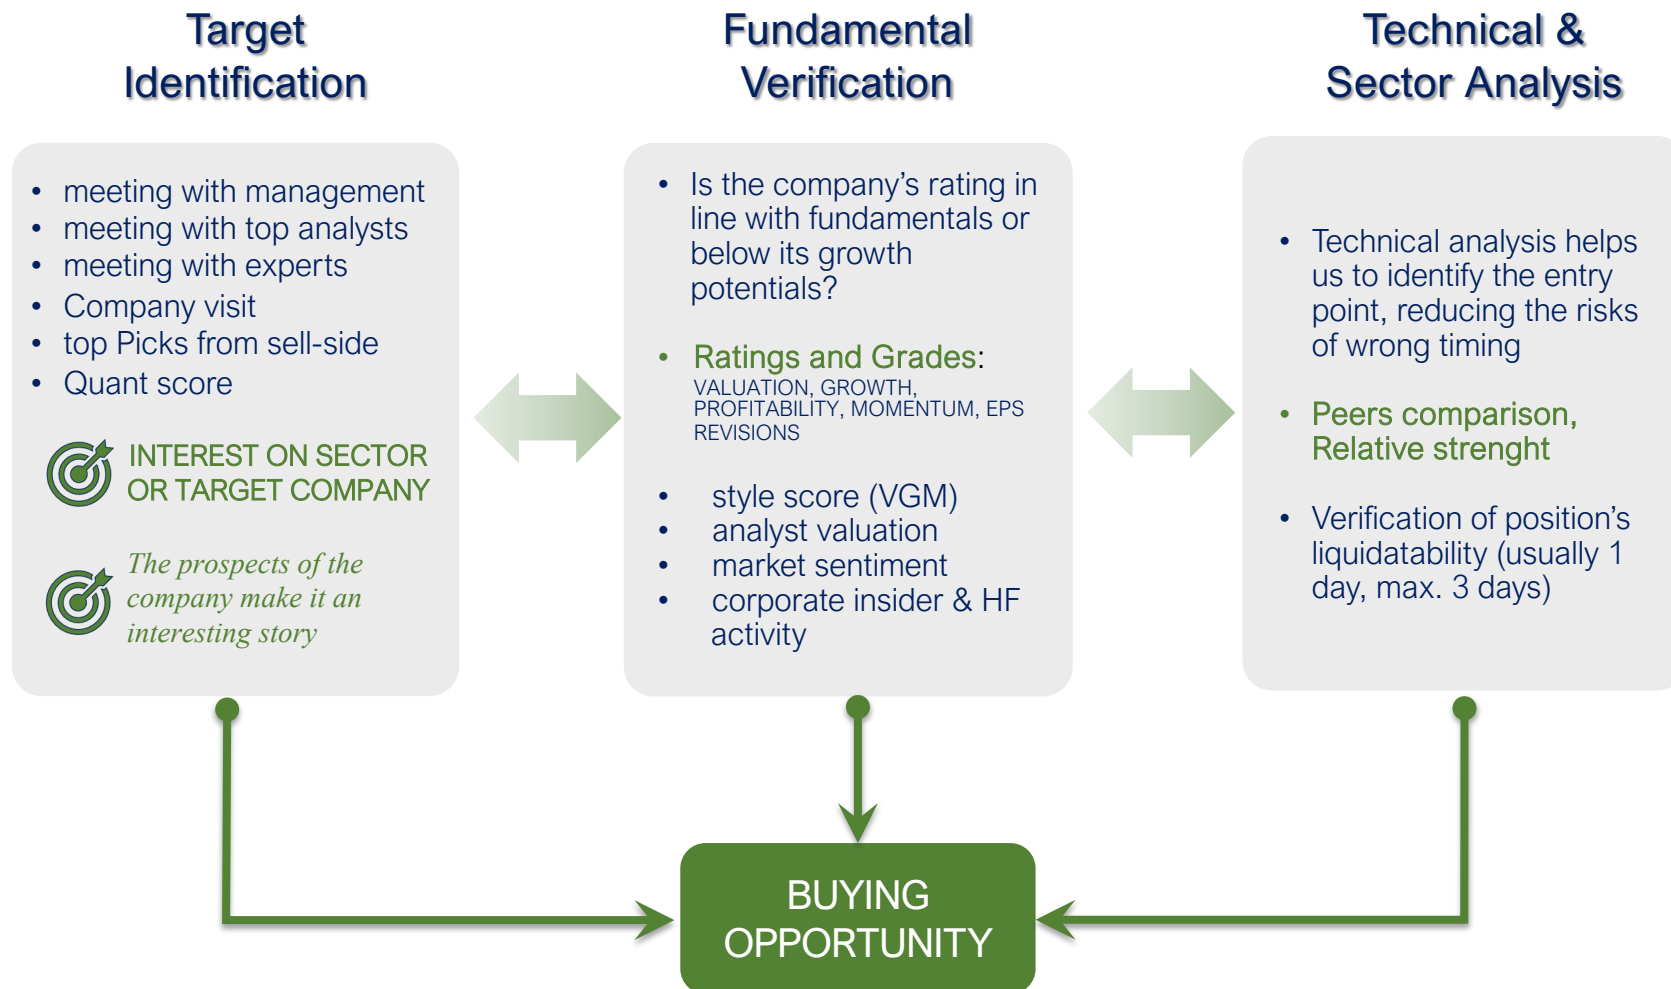 Target
Identification
• meeting with management
• meeting with top analysts
• meeting with experts
• Company visit
• top Picks from sell-side
• Quant score
INTEREST ON SECTOR
OR TARGET COMPANY
The prospects of the
company make it an
interesting story
Fundamental
Verification
• Is the company’s rating in
line with fundamentals or
below its growth
potentials?
• Ratings and Grades:
VALUATION, GROWTH,
PROFITABILITY, MOMENTUM, EPS
REVISIONS
• style score (VGM)
• analyst valuation
• market sentiment
• corporate insider & HF
activity
Technical &
Sector Analysis
• Technical analysis helps
us to identify the entry
point, reducing the risks
of wrong timing
• Peers comparison,
Relative strenght
• Verification of position’s
liquidatability (usually 1
day, max. 3 days)
BUYING
OPPORTUNITY